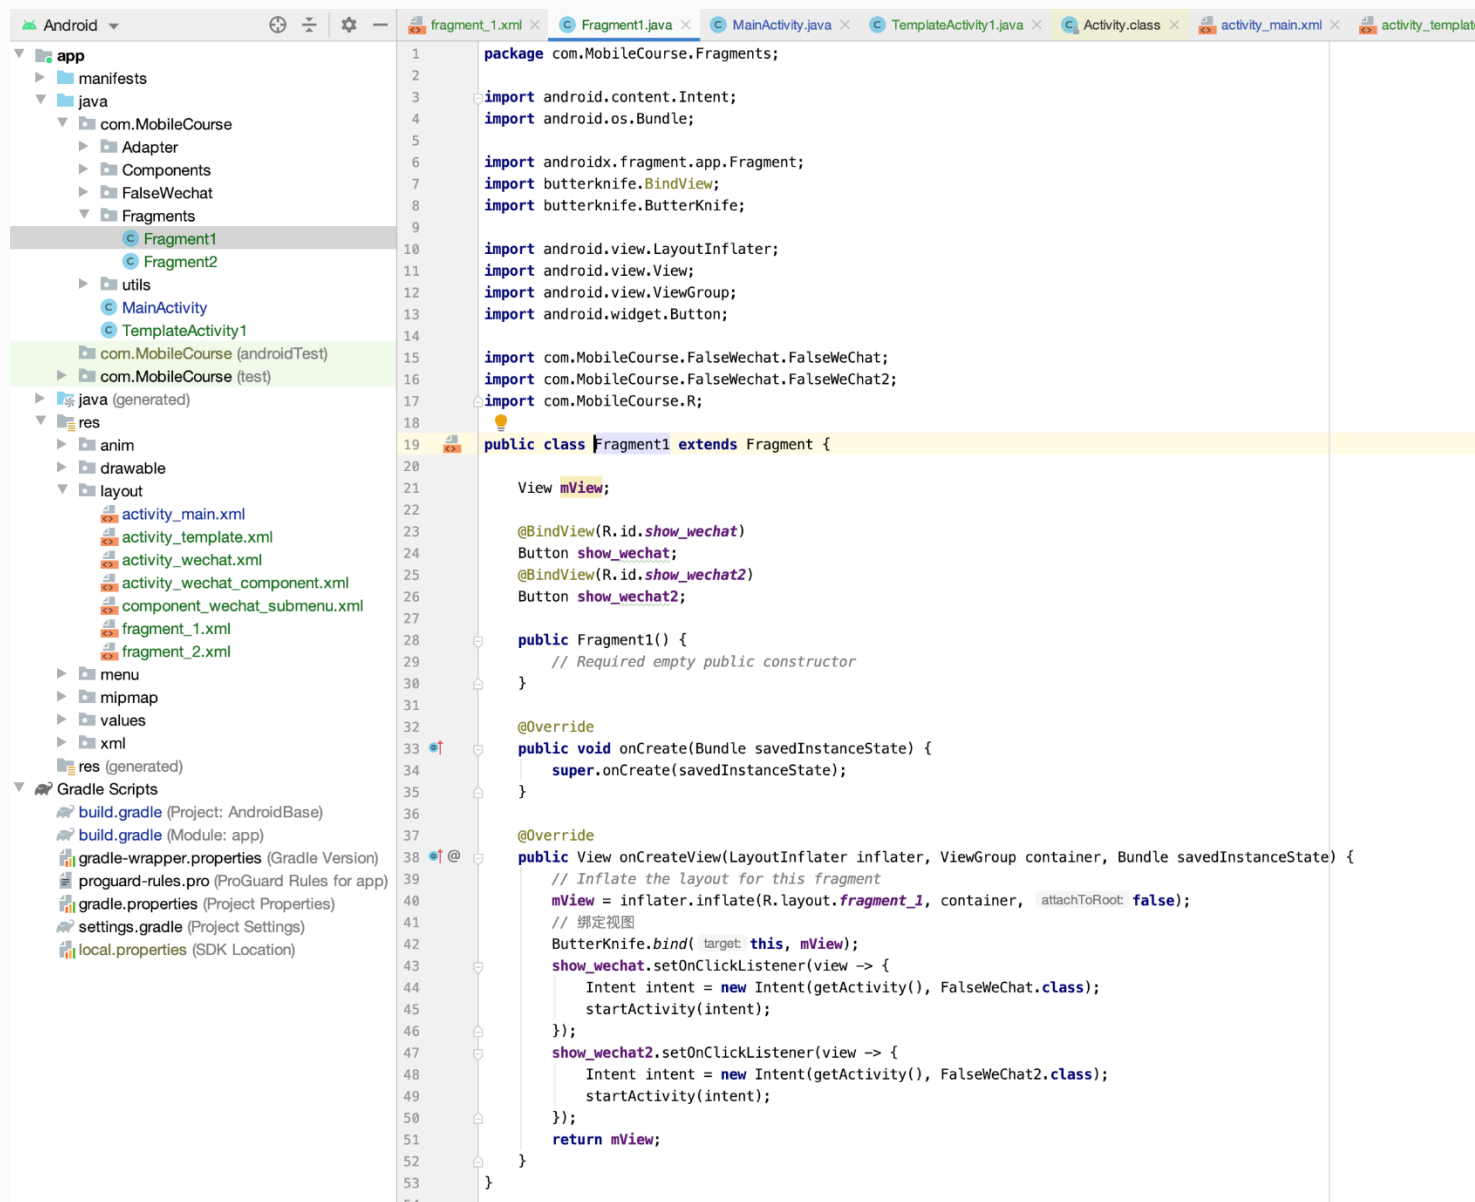 Android
fragment_1.xml
Fragment1.java
MainActivity.java
TemplateActivity1.java
Activity.class
activity_main.xml
activity_templat
app
manifests
java
com.MobileCourse
Adapter
Components
FalseWechat
Fragments
Fragment1
Fragment2
utils
MainActivity
TemplateActivity1
com.MobileCourse (androidTest)
com.MobileCourse (test)
java (generated)
res
anim
drawable
layout
activity_main.xml
activity_template.xml
activity_wechat.xml
activity_wechat_component.xml
component_wechat_submenu.xml
fragment_1.xml
fragment_2.xml
menu
mipmap
values
xml
res (generated)
Gradle Scripts
build.gradle (Project: AndroidBase)
build.gradle (Module: app)
gradle-wrapper.properties (Gradle Version)
proguard-rules.pro (ProGuard Rules for app)
gradle.properties (Project Properties)
settings.gradle (Project Settings)
local.properties (SDK Location)
1 package com.MobileCourse.Fragments;
2
3 import android.content.Intent;
4 import android.os.Bundle;
5
6 import androidx.fragment.app.Fragment;
7 import butterknife.BindView;
8 import butterknife.ButterKnife;
9
10 import android.view.LayoutInflater;
11 import android.view.View;
12 import android.view.ViewGroup;
13 import android.widget.Button;
14
15 import com.MobileCourse.FalseWechat.FalseWeChat;
16 import com.MobileCourse.FalseWechat.FalseWeChat2;
17 import com.MobileCourse.R;
18
19 public class Fragment1 extends Fragment {
20
21 View mView;
22
23 @BindView(R.id.show_wechat)
24 Button show_wechat;
25 @BindView(R.id.show_wechat2)
26 Button show_wechat2;
27
28 public Fragment1() {
29 // Required empty public constructor
30 }
31
32 @Override
33 public void onCreate(Bundle savedInstanceState) {
34 super.onCreate(savedInstanceState);
35 }
36
37 @Override
38 @ public View onCreateView(LayoutInflater inflater, ViewGroup container, Bundle savedInstanceState) {
39 // Inflate the layout for this fragment
40 mView = inflater.inflate(R.layout.fragment_1, container, attachToRoot: false);
41 // 绑定视图
42 ButterKnife.bind( target: this, mView);
43 show_wechat.setOnClickListener(view -> {
44 Intent intent = new Intent(getActivity(), FalseWeChat.class);
45 startActivity(intent);
46 });
47 show_wechat2.setOnClickListener(view -> {
48 Intent intent = new Intent(getActivity(), FalseWeChat2.class);
49 startActivity(intent);
50 });
51 return mView;
52 }
53 }